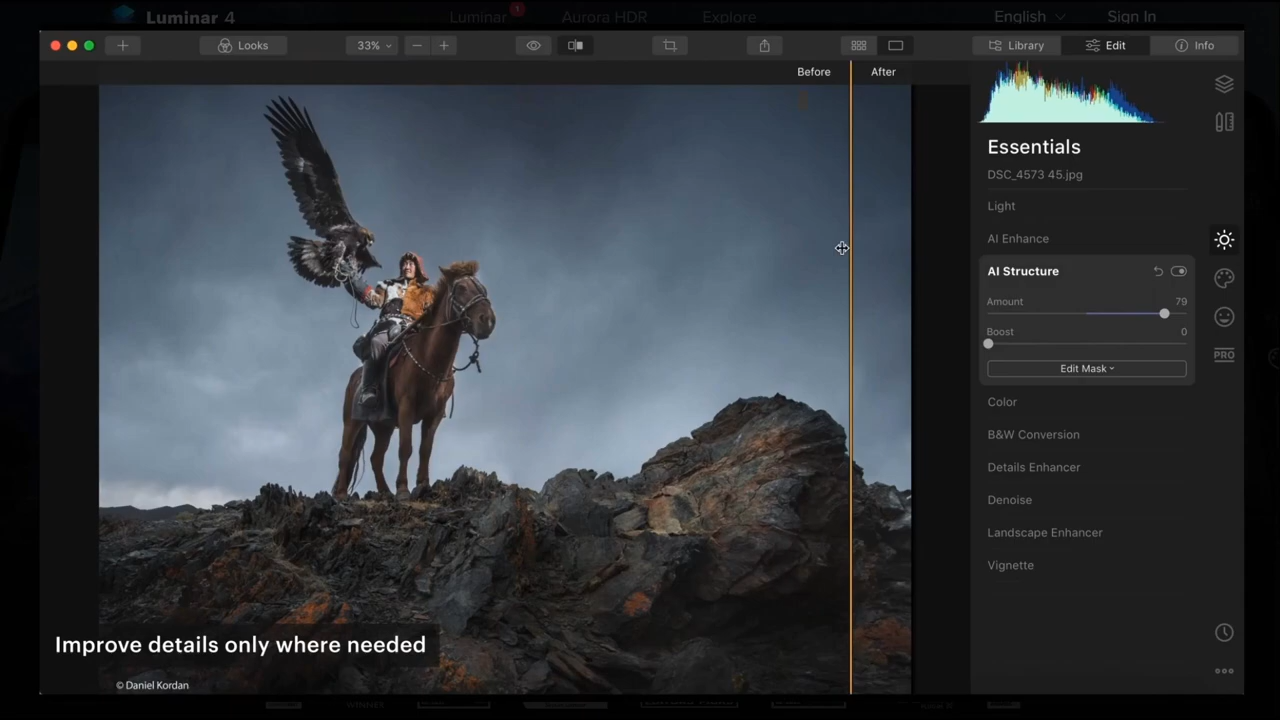 Luminar 4
Luminar 1
Aurora HDR
Explore
English
Sign In
Looks
33%
Library
Edit
Info
Before
After
Essentials
DSC_4573 45.jpg
Light
AI Enhance
AI Structure
Amount 79
Boost 0
Edit Mask
Color
B&W Conversion
Details Enhancer
Denoise
Landscape Enhancer
Vignette
PRO
Improve details only where needed
© Daniel Kordan
WINNER